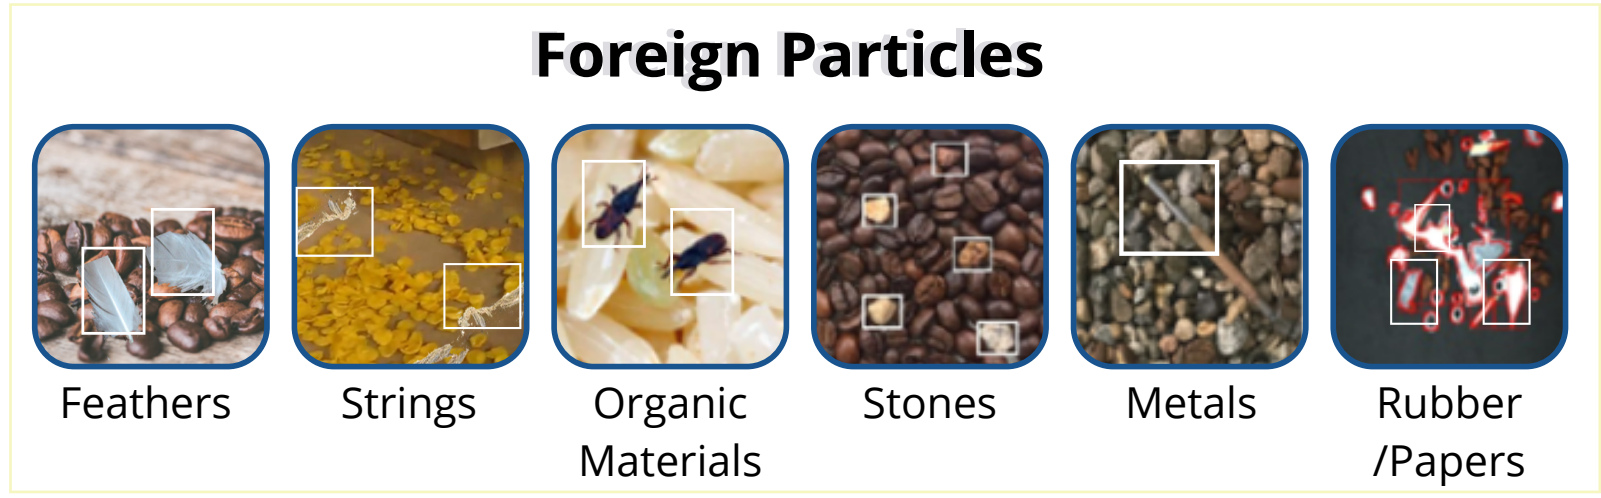 Foreign Particles
Feathers
Strings
Organic
Materials
Stones
Metals
Rubber
/Papers